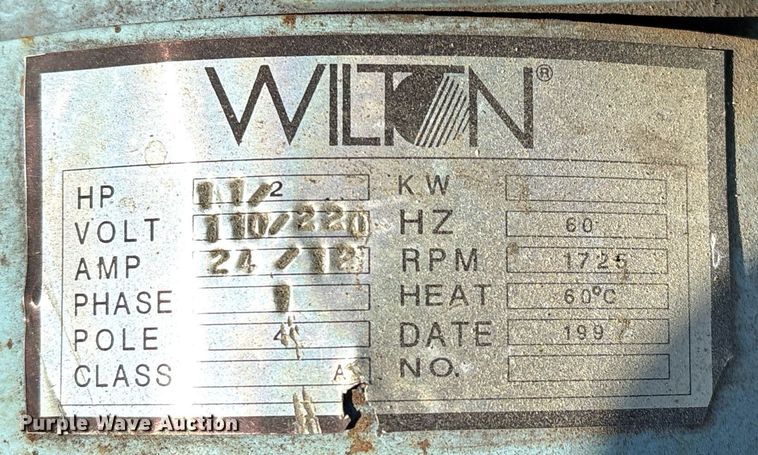 WILTON®
HP 1 1/2 KW
VOLT 110/220 HZ 60
AMP 24/12 RPM 1725
PHASE 1 HEAT 60°C
POLE 4 DATE 1997
CLASS A NO.
Purple Wave Auction